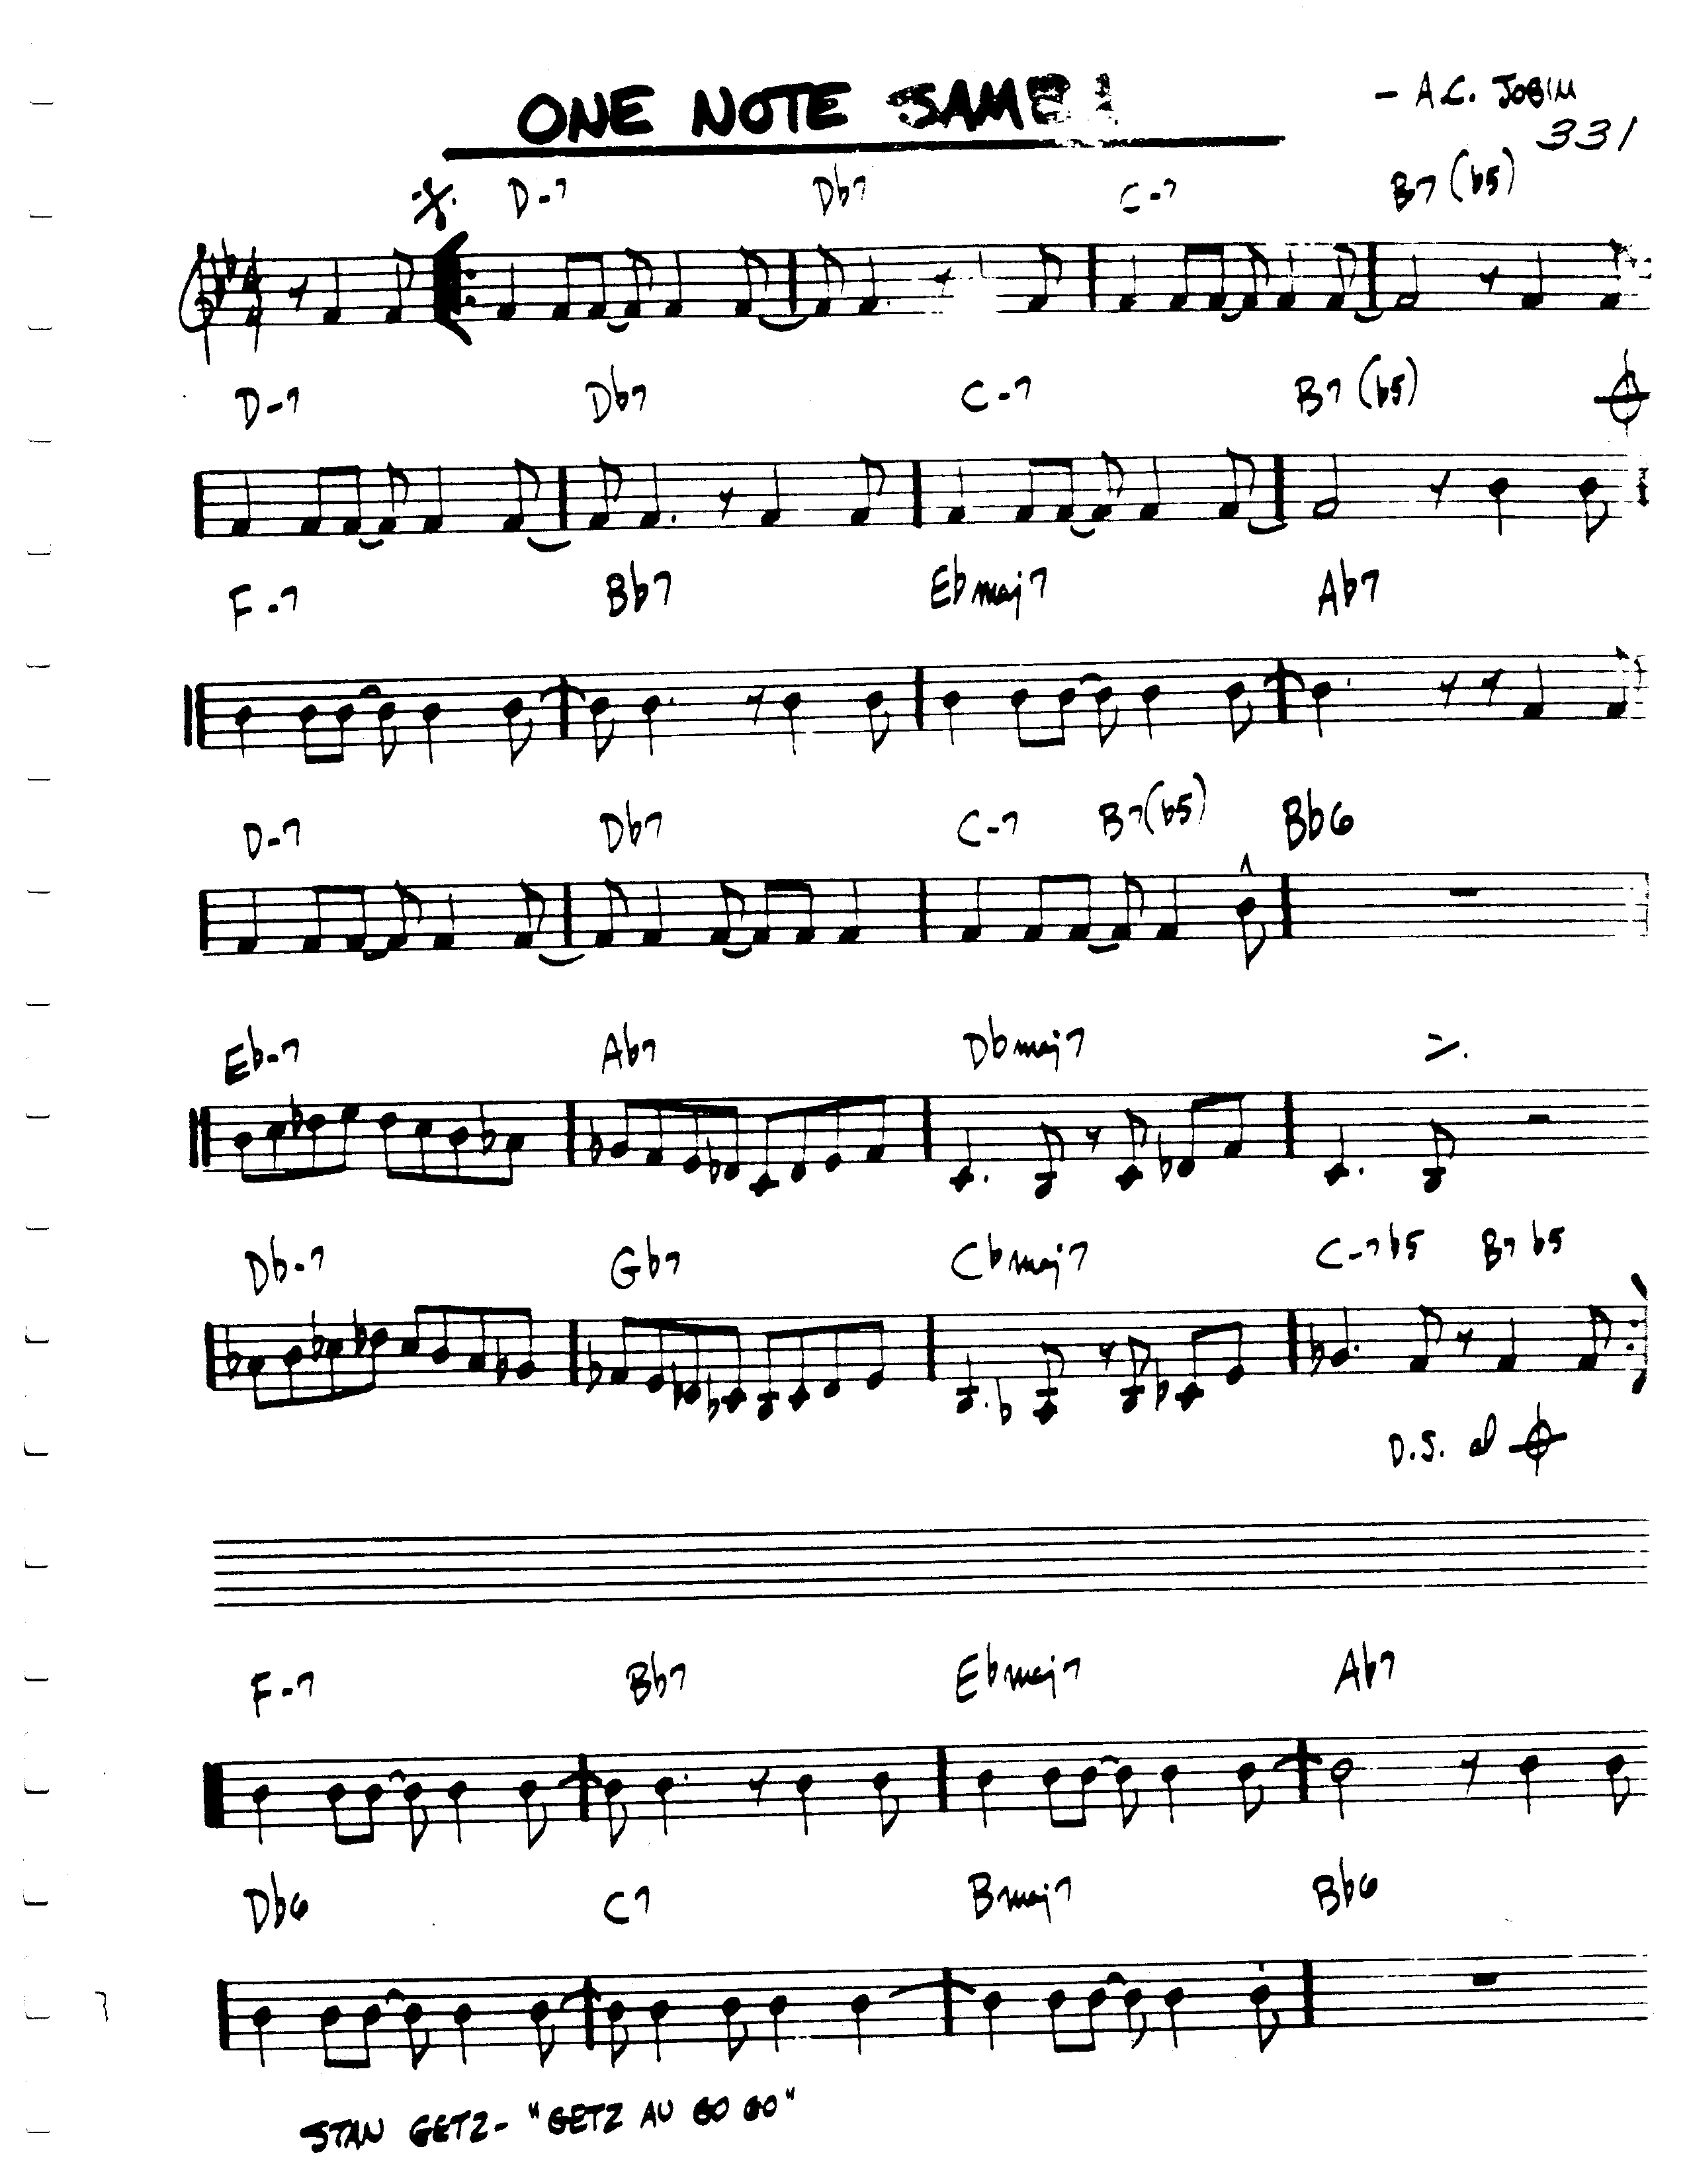 ONE NOTE SAMBA
- A.C. JOBIM
331
D-7 Db7 C-7 B7(b5)
D-7 Db7 C-7 B7(b5)
F-7 Bb7 Ebmaj7 Ab7
D-7 Db7 C-7 B7(b5) Bb6
Eb-7 Ab7 Dbmaj7
Db-7 Gb7 Cbmaj7 C-7b5 B7b5
D.S. al
F-7 Bb7 Ebmaj7 Ab7
Db6 C7 Bmaj7 Bb6
STAN GETZ- "GETZ AU GO GO"